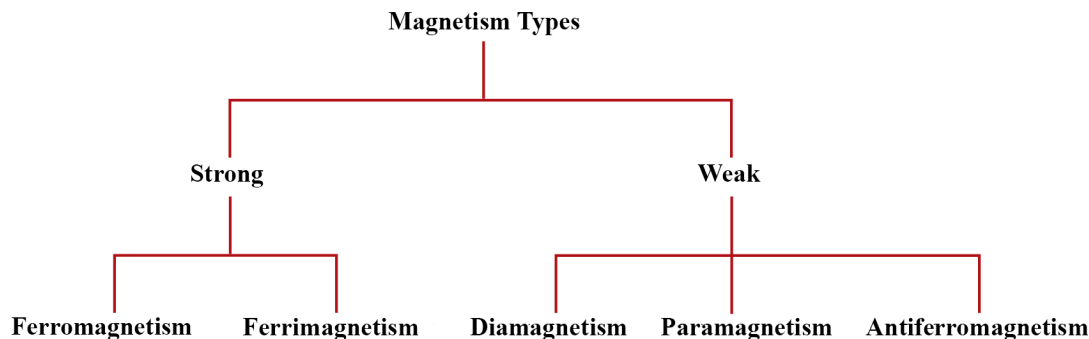 Magnetism Types
Strong
Weak
Ferromagnetism
Ferrimagnetism
Diamagnetism
Paramagnetism
Antiferromagnetism